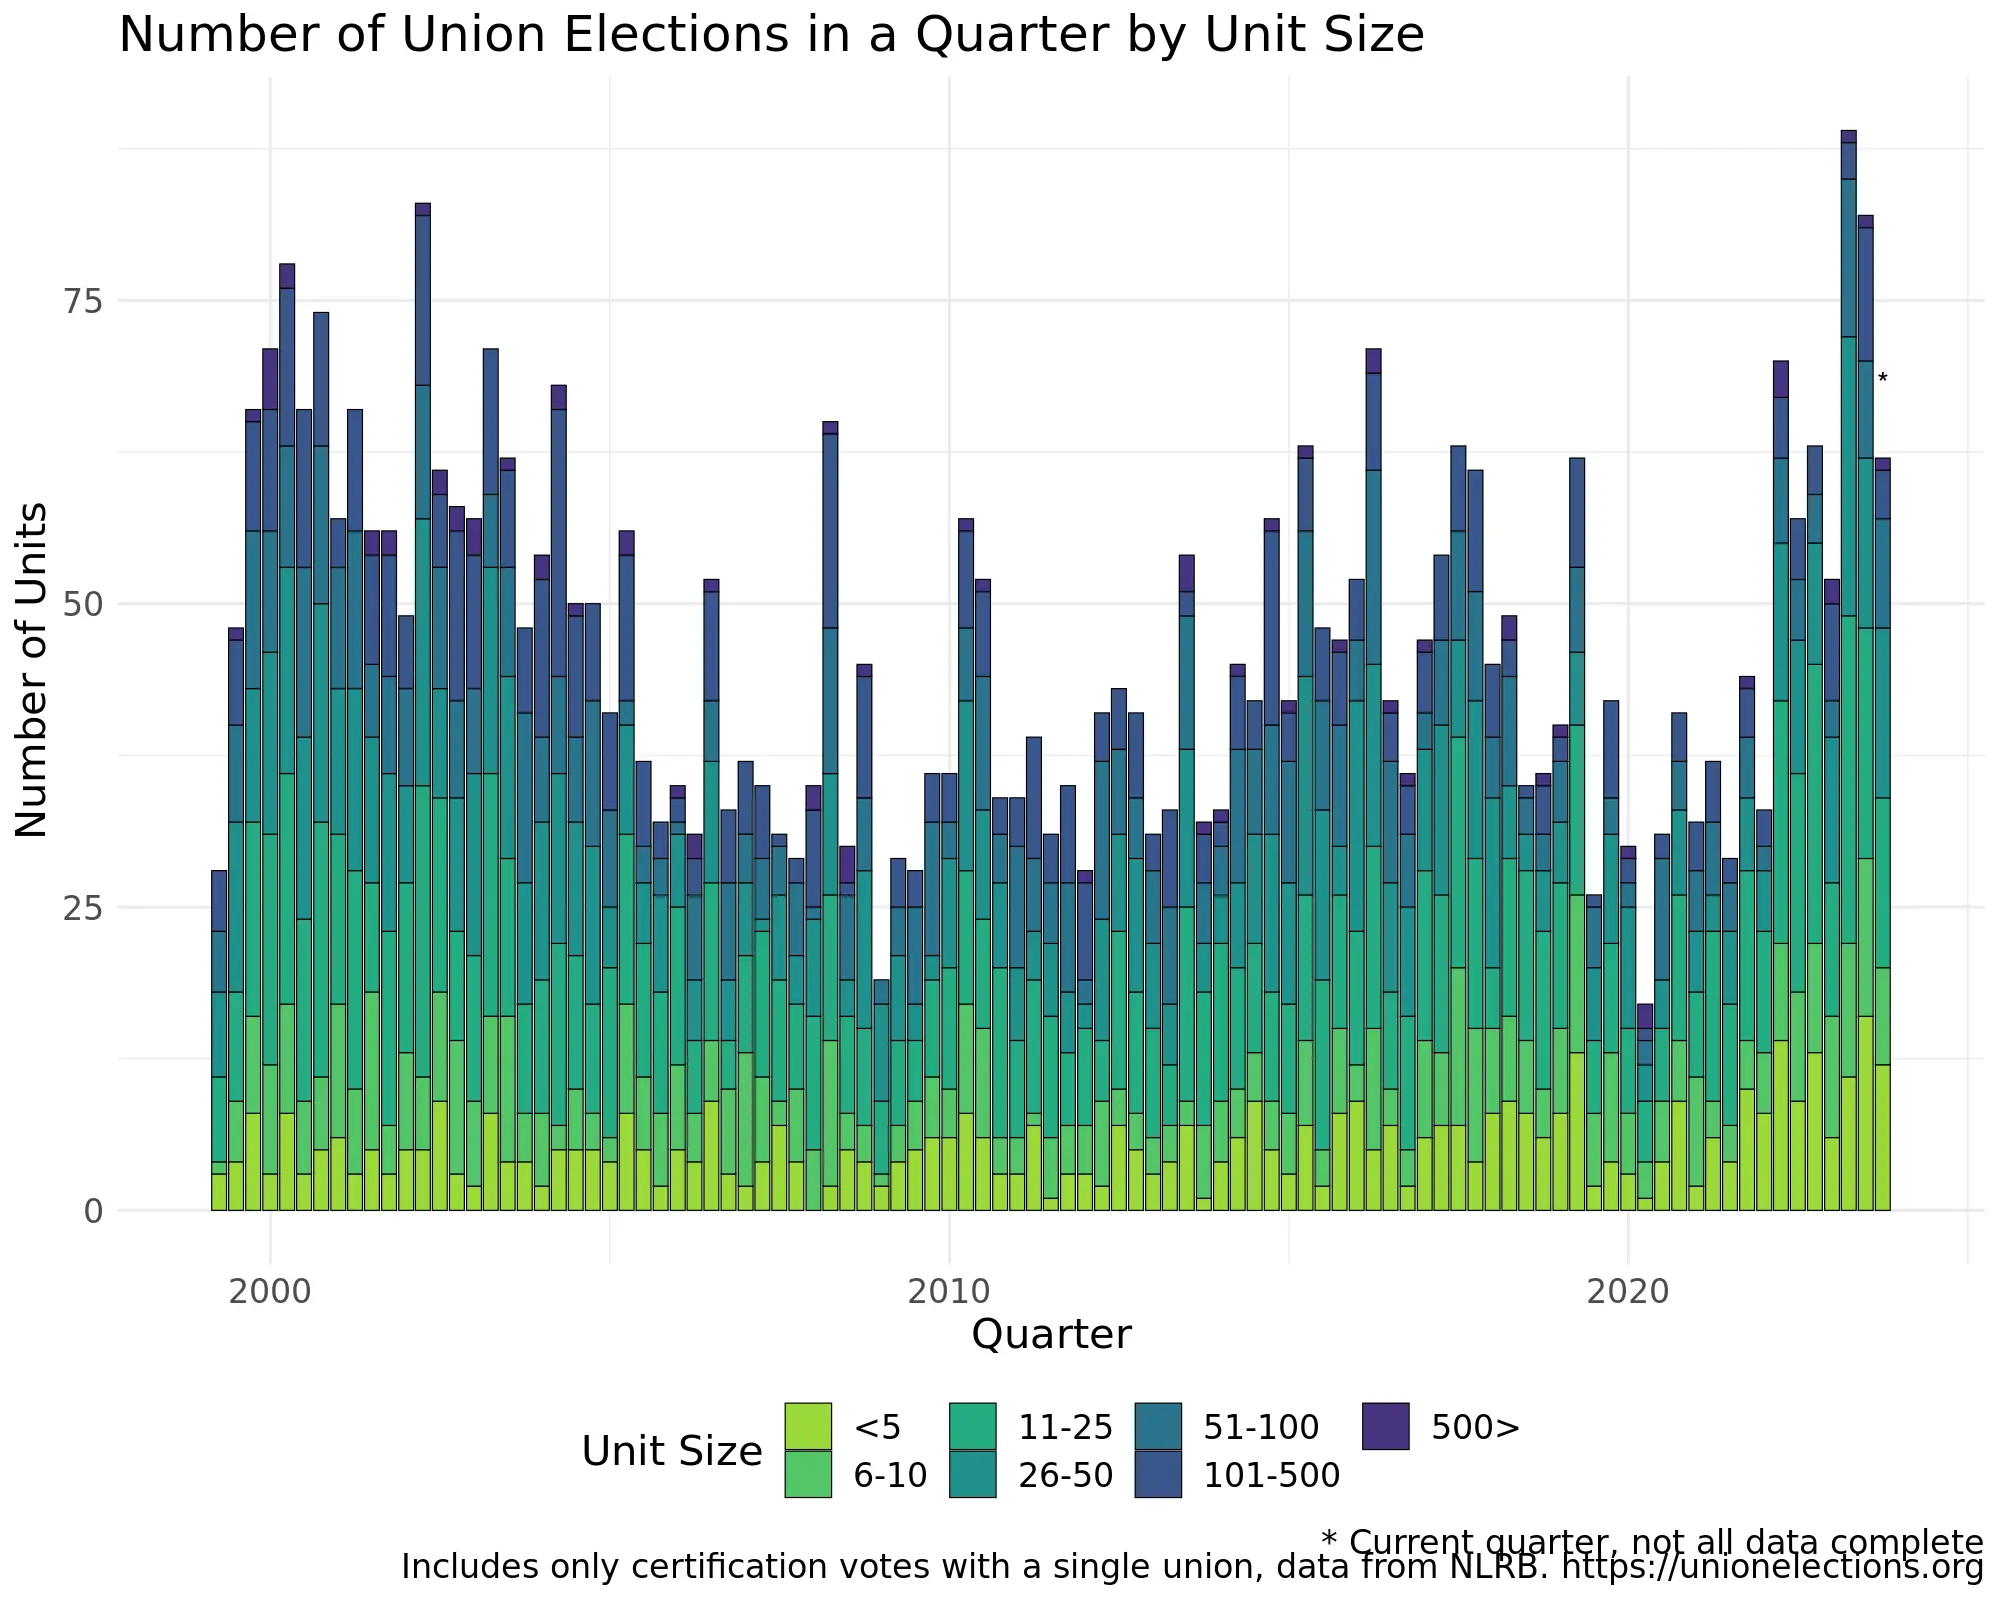 Number of Union Elections in a Quarter by Unit Size
Number of Units
75
50
25
0
*
2000
2010
2020
Quarter
Unit Size
<5
11-25
51-100
500>
6-10
26-50
101-500
* Current quarter, not all data complete
Includes only certification votes with a single union, data from NLRB. https://unionelections.org